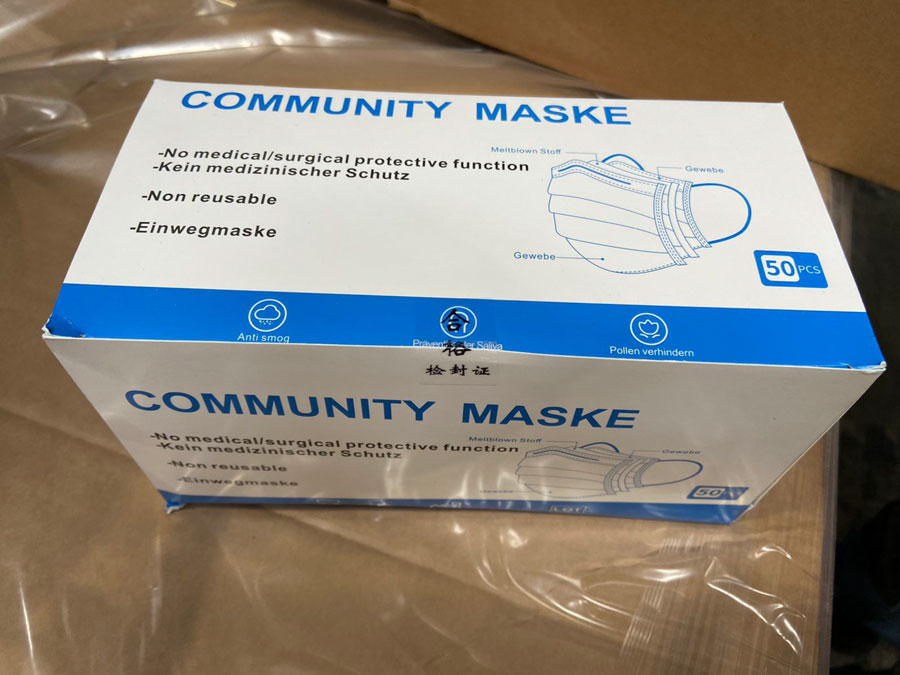 COMMUNITY MASKE
-No medical/surgical protective function
-Kein medizinischer Schutz
-Non reusable
-Einwegmaske
Meltblown Stoff
Gewebe
Gewebe
50 PCS
Anti smog
Saliva
Pollen verhindern
合格
检封证
COMMUNITY MASKE
-No medical/surgical protective function
-Kein medizinischer Schutz
-Non reusable
-Einwegmaske
Meltblown Stoff
Gewebe
50
LOT